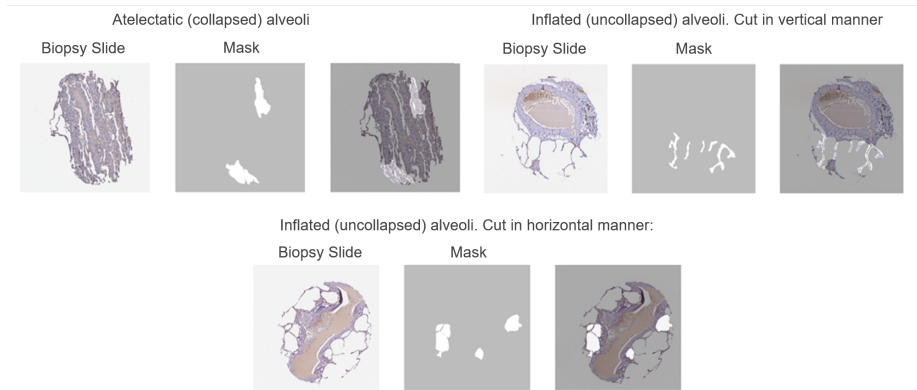 Atelectatic (collapsed) alveoli
Inflated (uncollapsed) alveoli. Cut in vertical manner
Biopsy Slide
Mask
Biopsy Slide
Mask
Inflated (uncollapsed) alveoli. Cut in horizontal manner:
Biopsy Slide
Mask